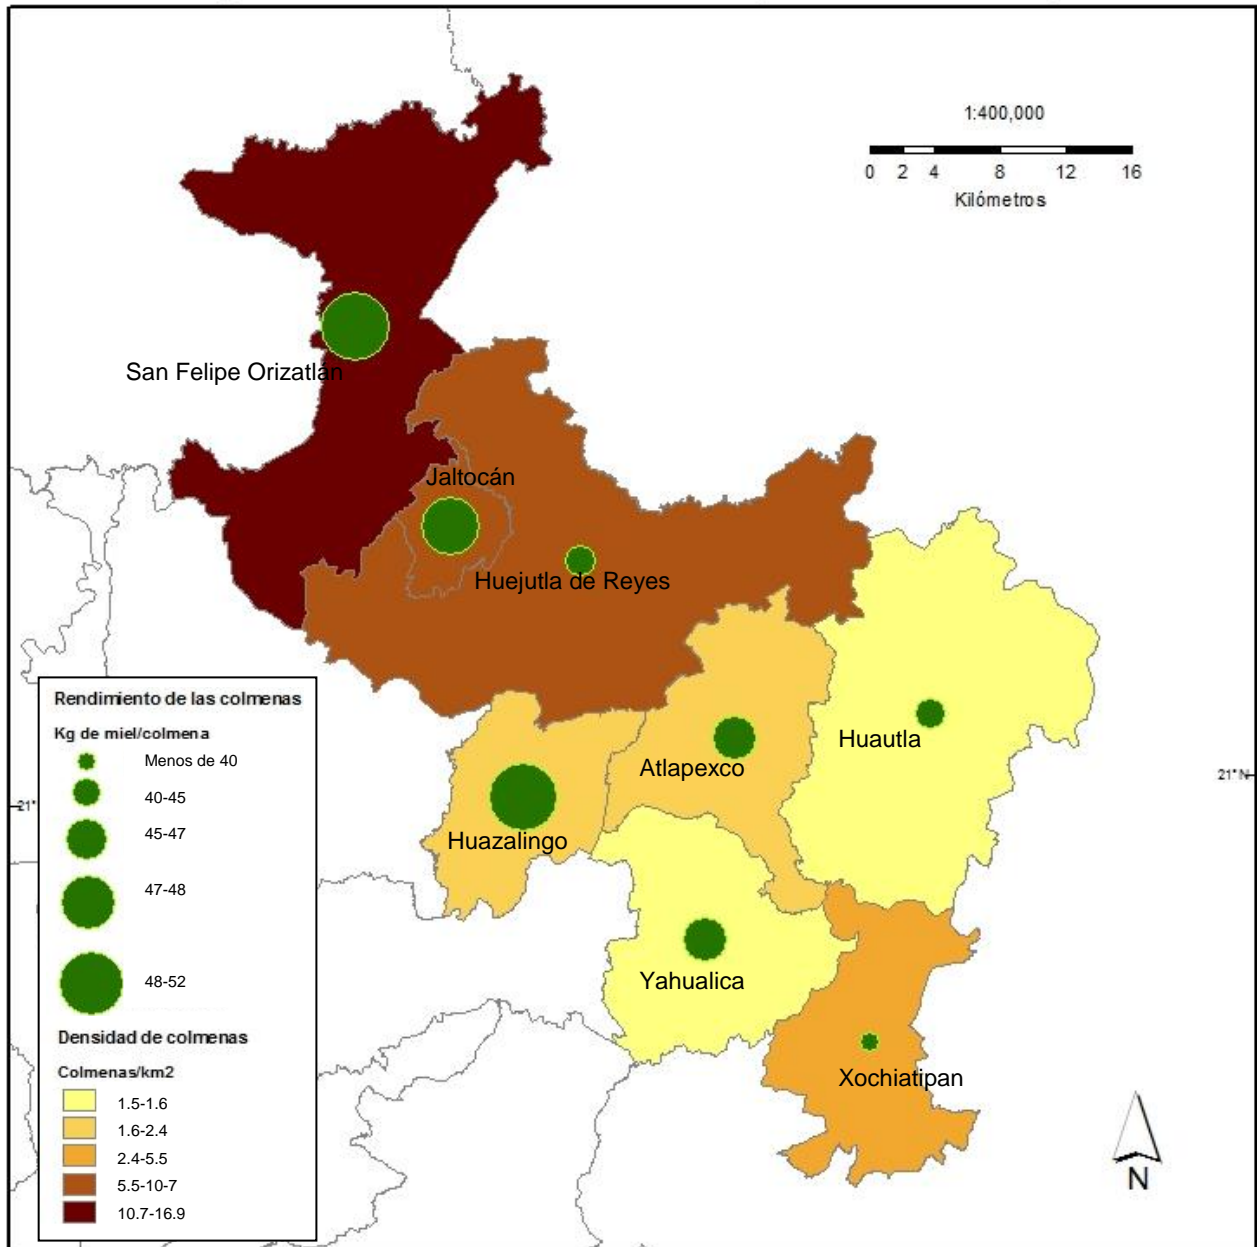 1:400,000
0 2 4 8 12 16
Kilómetros
San Felipe Orizatlán
Jaltocán
Huejutla de Reyes
Huautla
Atlapexco
Huazalingo
21°N
21°
Yahualica
Xochiatipan
Rendimiento de las colmenas
Kg de miel/colmena
Menos de 40
40-45
45-47
47-48
48-52
Densidad de colmenas
Colmenas/km2
1.5-1.6
1.6-2.4
2.4-5.5
5.5-10-7
10.7-16.9
N